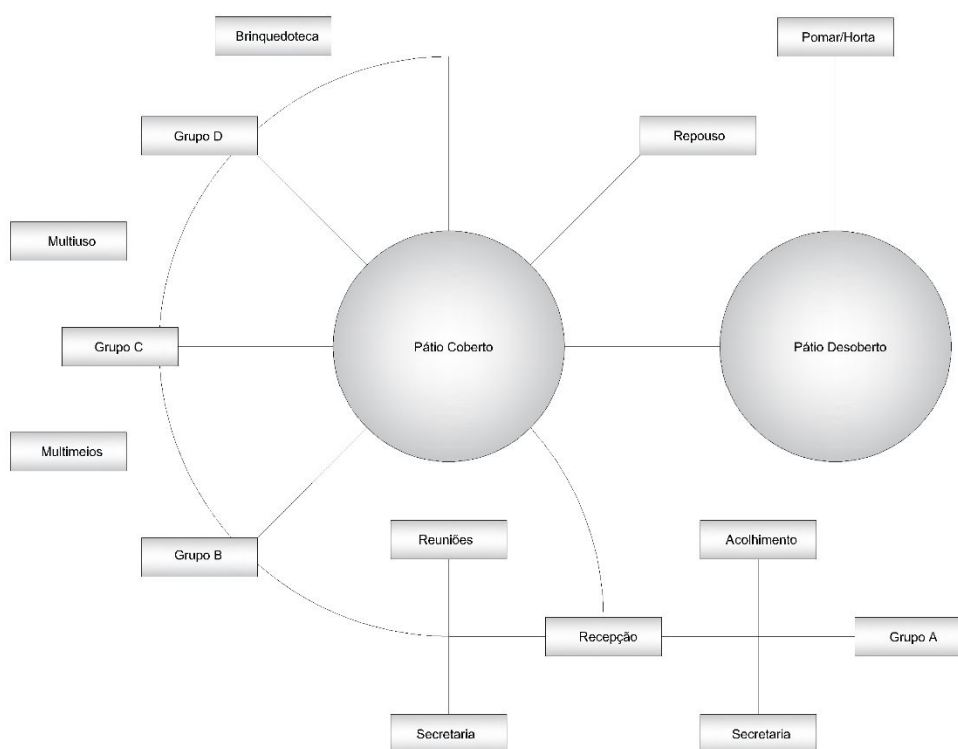 Brinquedoteca
Pomar/Horta
Grupo D
Repouso
Multiuso
Grupo C
Pátio Coberto
Pátio Desoberto
Multimeios
Grupo B
Reuniões
Acolhimento
Recepção
Grupo A
Secretaria
Secretaria